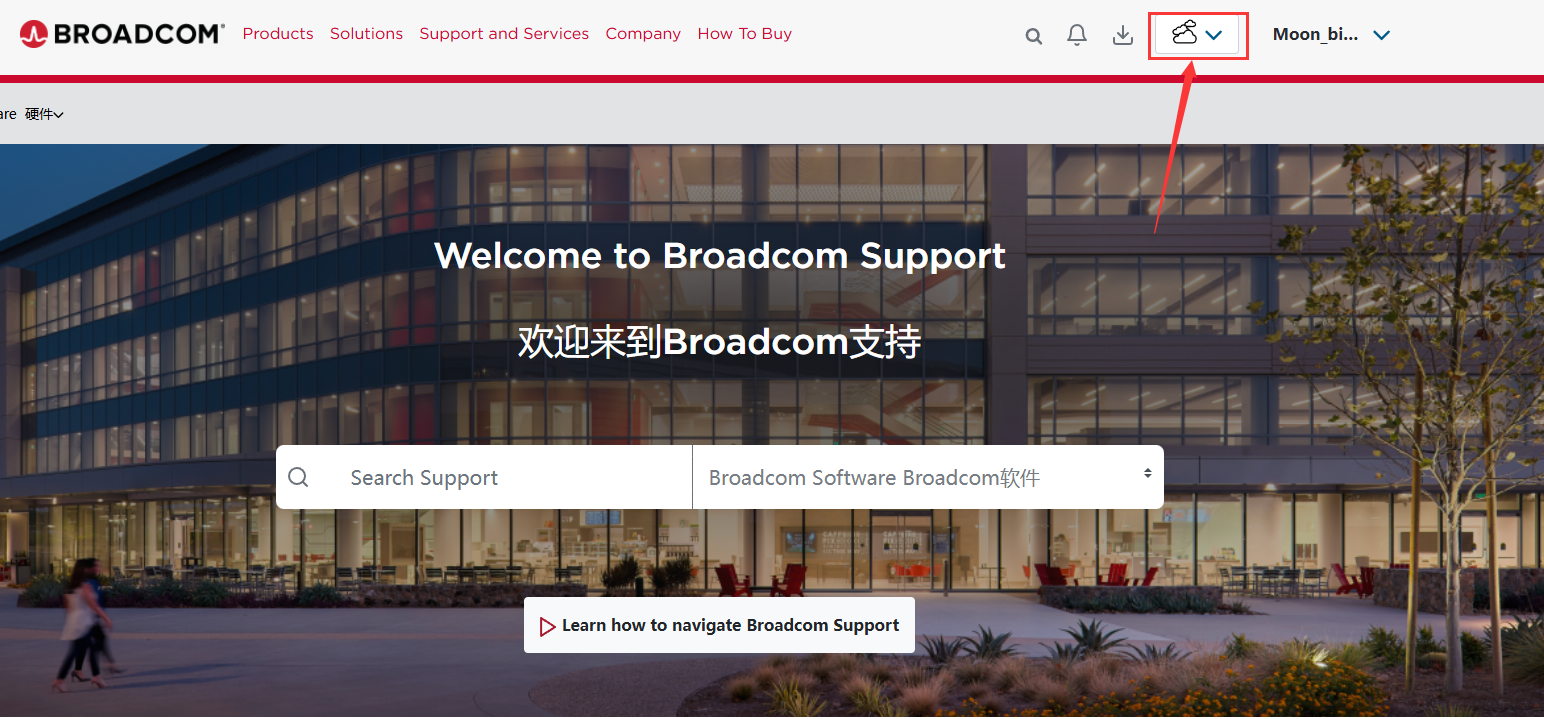 BROADCOM®
Products Solutions Support and Services Company How To Buy
Moon_bi...
are 硬件
Welcome to Broadcom Support
欢迎来到Broadcom支持
Search Support
Broadcom Software Broadcom软件
Learn how to navigate Broadcom Support